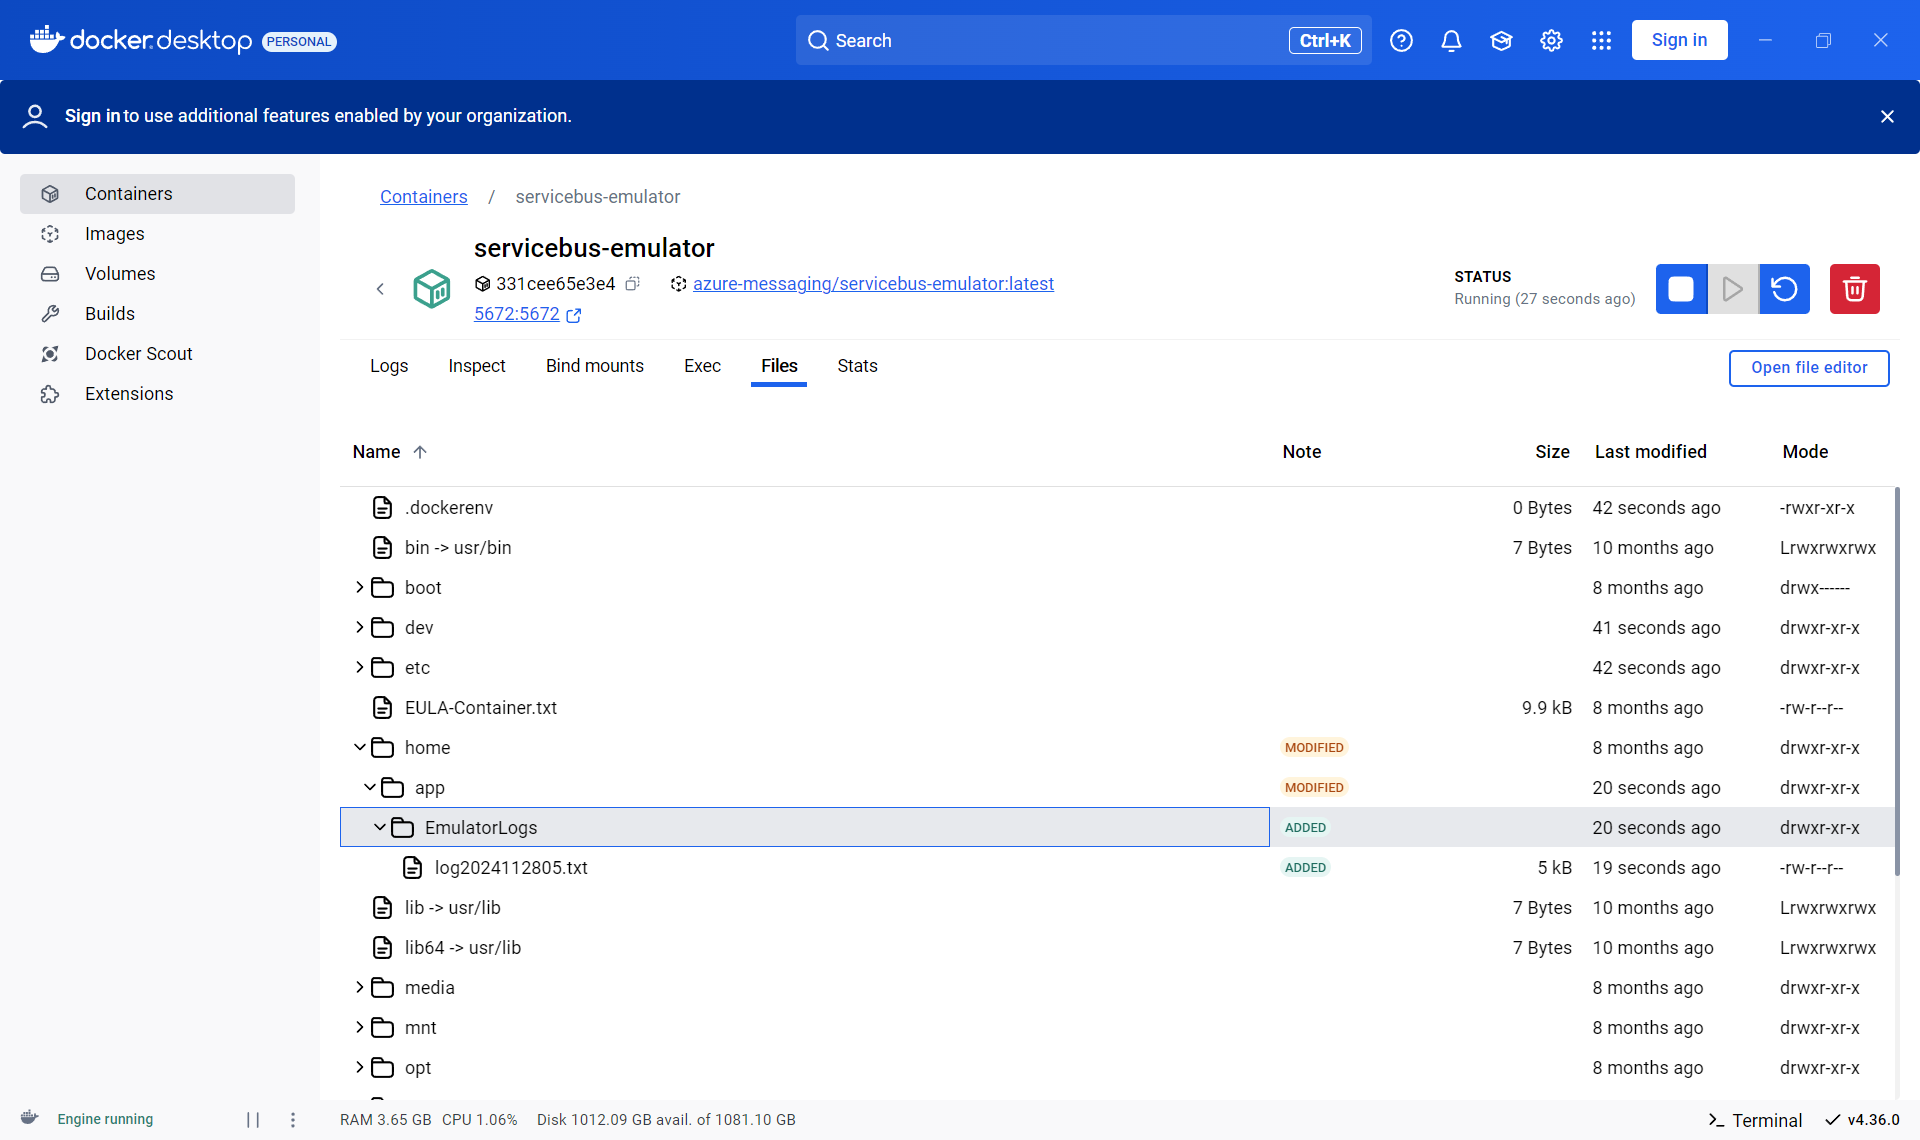 docker.desktop PERSONAL
Search Ctrl+K Sign in
Sign in to use additional features enabled by your organization.
Containers
Images
Volumes
Builds
Docker Scout
Extensions
Containers / servicebus-emulator
servicebus-emulator
331cee65e3e4 azure-messaging/servicebus-emulator:latest
5672:5672
STATUS
Running (27 seconds ago)
Logs Inspect Bind mounts Exec Files Stats Open file editor
Name Note Size Last modified Mode
.dockerenv 0 Bytes 42 seconds ago -rwxr-xr-x
bin -> usr/bin 7 Bytes 10 months ago Lrwxrwxrwx
boot 8 months ago drwx------
dev 41 seconds ago drwxr-xr-x
etc 42 seconds ago drwxr-xr-x
EULA-Container.txt 9.9 kB 8 months ago -rw-r--r--
home MODIFIED 8 months ago drwxr-xr-x
app MODIFIED 20 seconds ago drwxr-xr-x
EmulatorLogs ADDED 20 seconds ago drwxr-xr-x
log2024112805.txt ADDED 5 kB 19 seconds ago -rw-r--r--
lib -> usr/lib 7 Bytes 10 months ago Lrwxrwxrwx
lib64 -> usr/lib 7 Bytes 10 months ago Lrwxrwxrwx
media 8 months ago drwxr-xr-x
mnt 8 months ago drwxr-xr-x
opt 8 months ago drwxr-xr-x
Engine running RAM 3.65 GB CPU 1.06% Disk 1012.09 GB avail. of 1081.10 GB Terminal v4.36.0